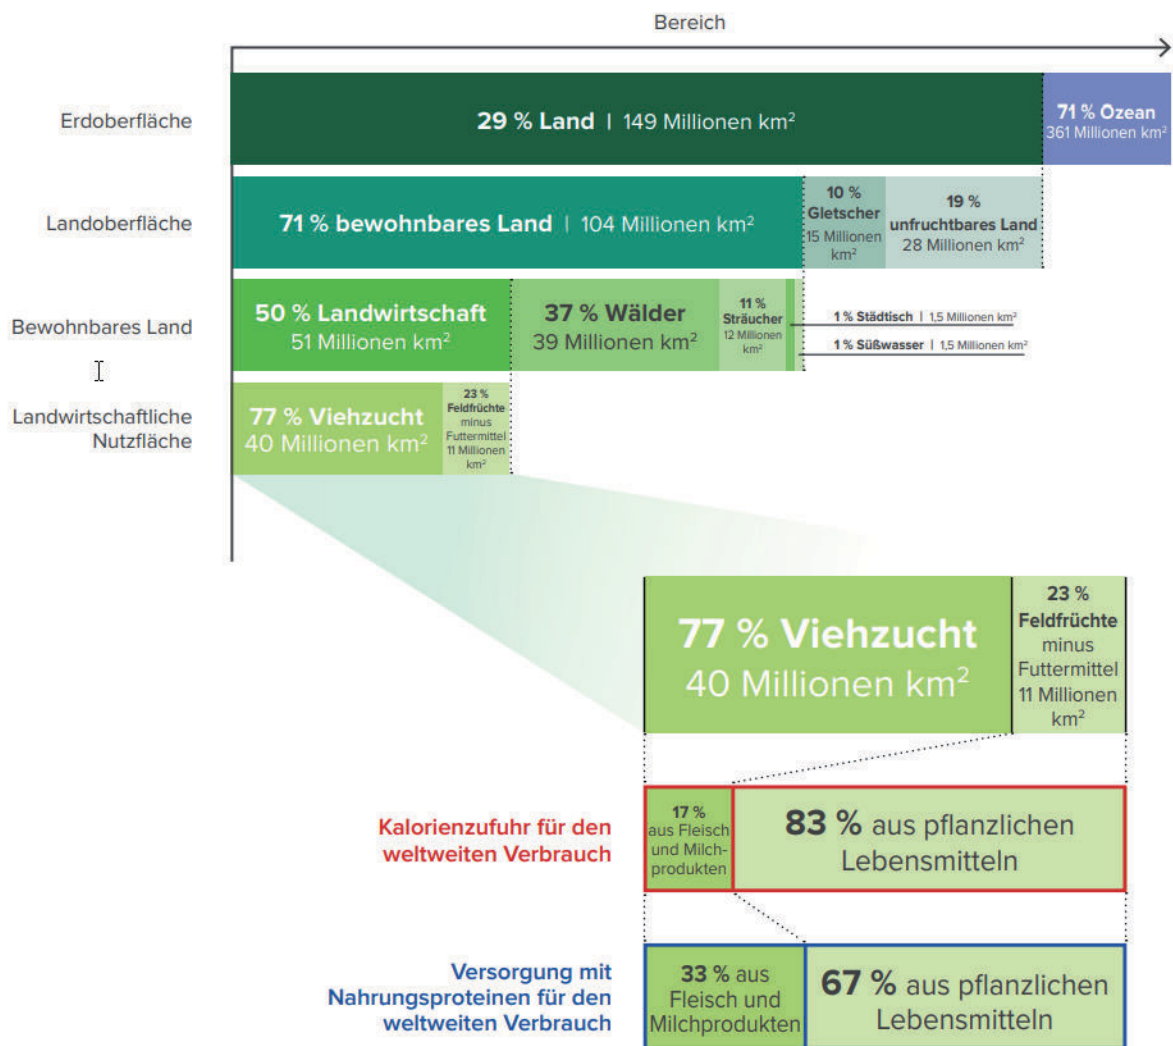 Bereich
Erdoberfläche
29 % Land | 149 Millionen km²
71 % Ozean
361 Millionen km²
Landoberfläche
71 % bewohnbares Land | 104 Millionen km²
10 %
Gletscher
15 Millionen
km²
19 %
unfruchtbares Land
28 Millionen km²
Bewohnbares Land
50 % Landwirtschaft
51 Millionen km²
37 % Wälder
39 Millionen km²
11 %
Sträucher
12 Millionen
km²
1 % Städtisch | 1,5 Millionen km²
1 % Süßwasser | 1,5 Millionen km²
Landwirtschaftliche
Nutzfläche
77 % Viehzucht
40 Millionen km²
23 %
Feldfrüchte
minus
Futtermittel
11 Millionen
km²
77 % Viehzucht
40 Millionen km²
23 %
Feldfrüchte
minus
Futtermittel
11 Millionen
km²
Kalorienzufuhr für den
weltweiten Verbrauch
17 %
aus Fleisch
und Milch-
produkten
83 % aus pflanzlichen
Lebensmitteln
Versorgung mit
Nahrungsproteinen für den
weltweiten Verbrauch
33 % aus
Fleisch und
Milchprodukten
67 % aus pflanzlichen
Lebensmitteln